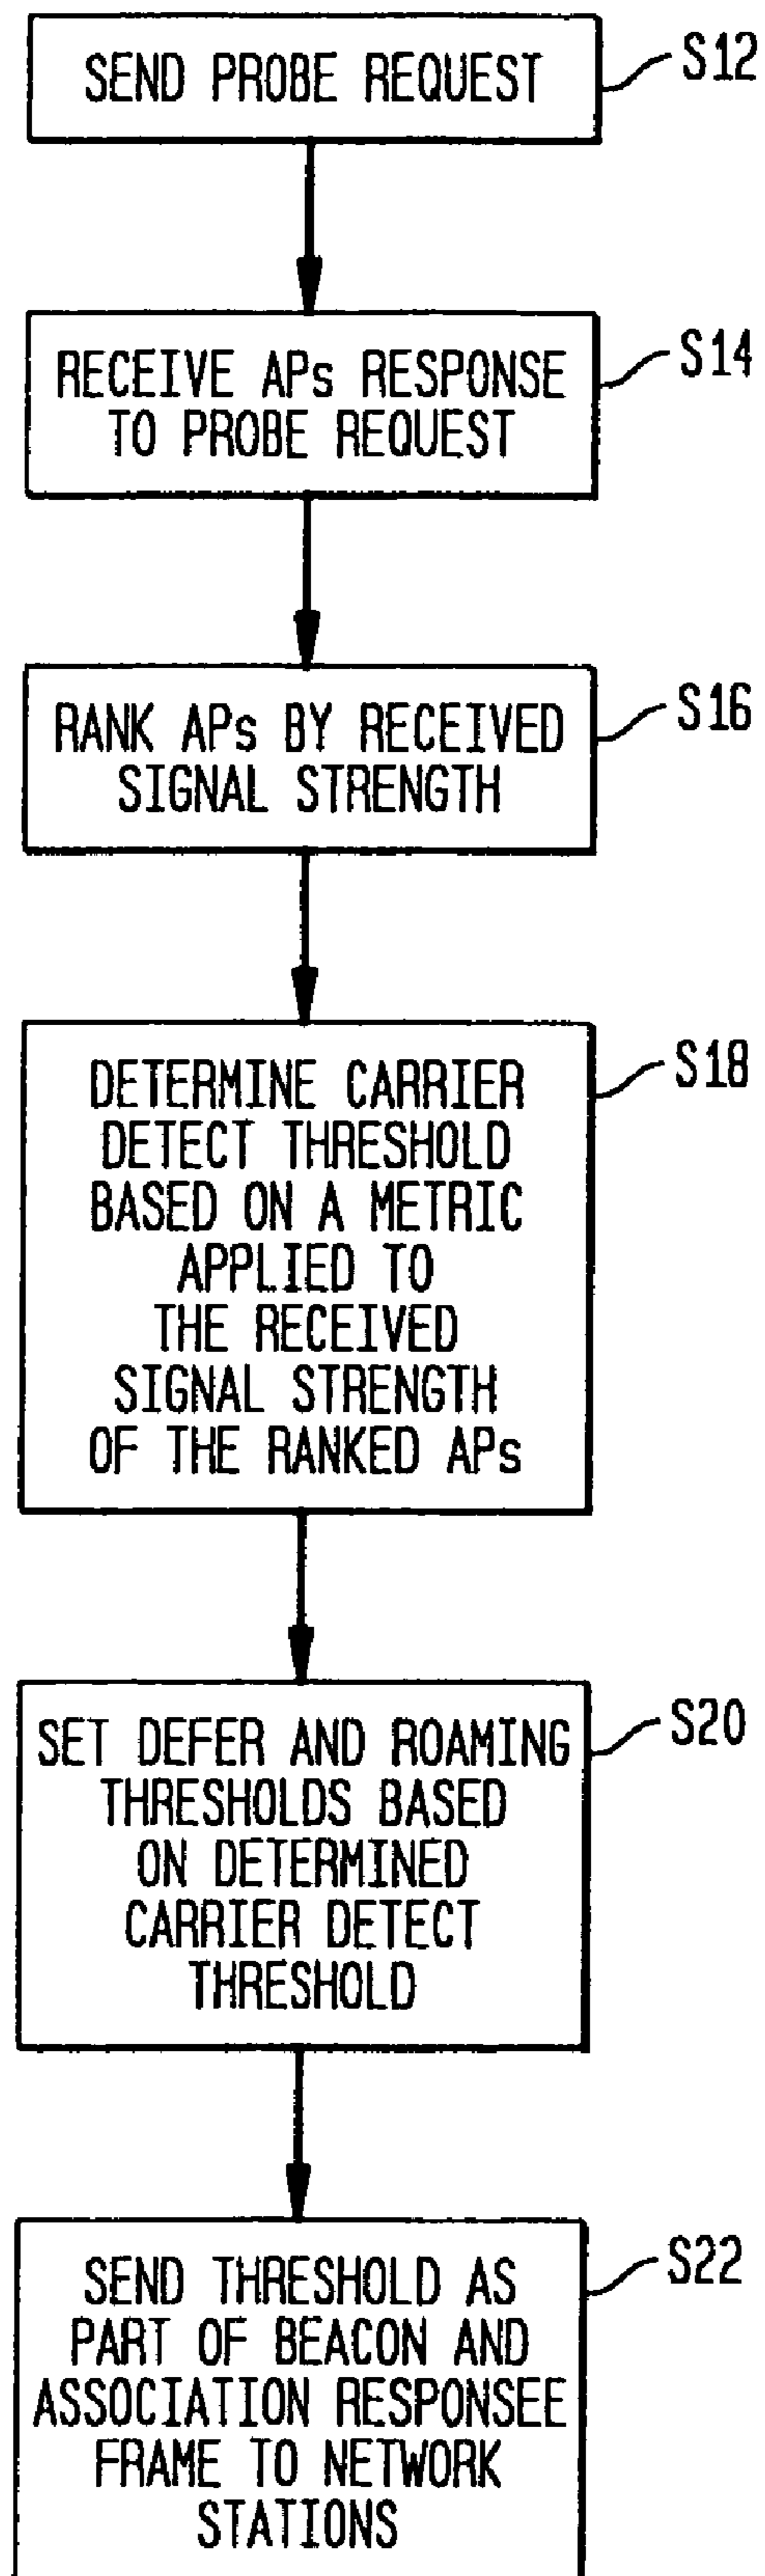 SEND PROBE REQUEST
S12
RECEIVE APs RESPONSE
TO PROBE REQUEST
S14
RANK APs BY RECEIVED
SIGNAL STRENGTH
S16
DETERMINE CARRIER
DETECT THRESHOLD
BASED ON A METRIC
APPLIED TO
THE RECEIVED
SIGNAL STRENGTH
OF THE RANKED APs
S18
SET DEFER AND ROAMING
THRESHOLDS BASED
ON DETERMINED
CARRIER DETECT
THRESHOLD
S20
SEND THRESHOLD AS
PART OF BEACON AND
ASSOCIATION RESPONSEE
FRAME TO NETWORK
STATIONS
S22